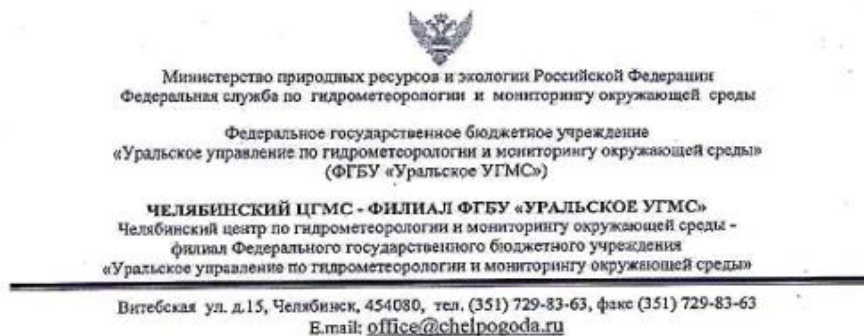 Министерство природных ресурсов и экологии Российской Федерации
Федеральная служба по гидрометеорологии и мониторингу окружающей среды
Федеральное государственное бюджетное учреждение
«Уральское управление по гидрометеорологии и мониторингу окружающей среды»
(ФГБУ «Уральское УГМС»)
ЧЕЛЯБИНСКИЙ ЦГМС - ФИЛИАЛ ФГБУ «УРАЛЬСКОЕ УГМС»
Челябинский центр по гидрометеорологии и мониторингу окружающей среды -
филиал Федерального государственного бюджетного учреждения
«Уральское управление по гидрометеорологии и мониторингу окружающей среды»
Витебская ул. д.15, Челябинск, 454080, тел. (351) 729-83-63, факс (351) 729-83-63
E.mail: office@chelpogoda.ru